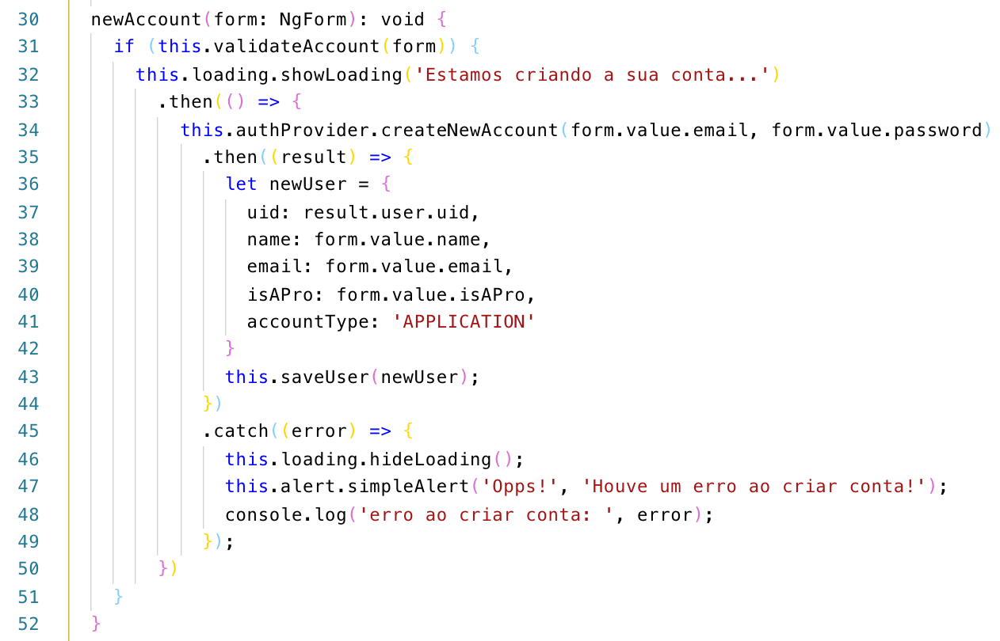 30 newAccount(form: NgForm): void {
31 if (this.validateAccount(form)) {
32 this.loading.showLoading('Estamos criando a sua conta...')
33 .then(() => {
34 this.authProvider.createNewAccount(form.value.email, form.value.password)
35 .then((result) => {
36 let newUser = {
37 uid: result.user.uid,
38 name: form.value.name,
39 email: form.value.email,
40 isAPro: form.value.isAPro,
41 accountType: 'APPLICATION'
42 }
43 this.saveUser(newUser);
44 })
45 .catch((error) => {
46 this.loading.hideLoading();
47 this.alert.simpleAlert('Opps!', 'Houve um erro ao criar conta!');
48 console.log('erro ao criar conta: ', error);
49 });
50 })
51 }
52 }